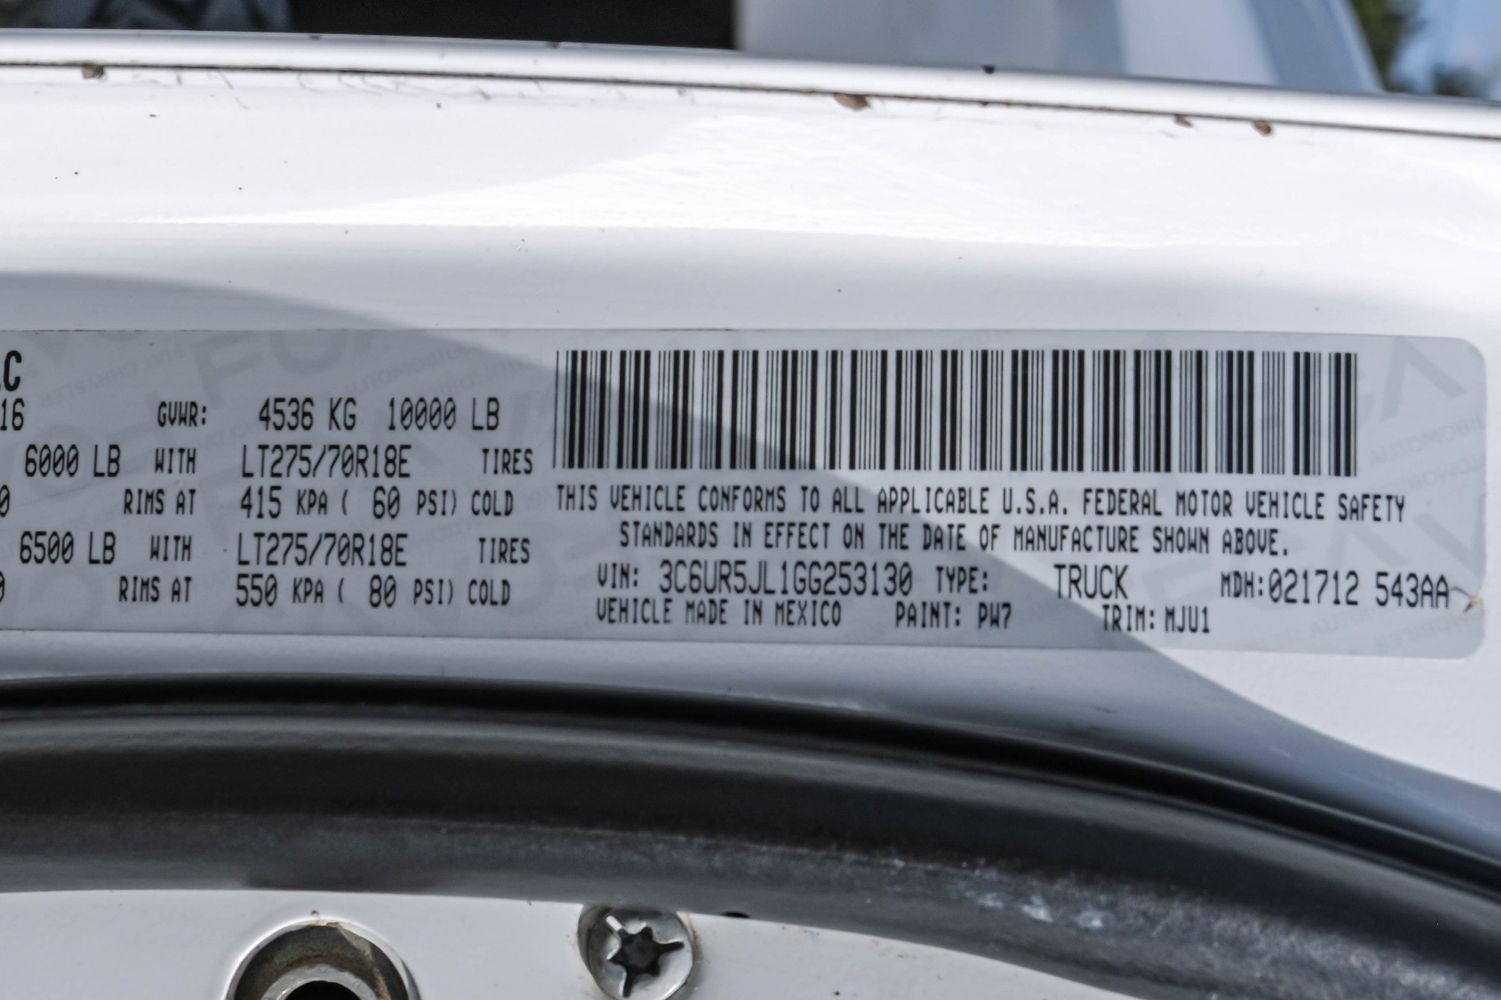 LC
16 GVWR: 4536 KG 10000 LB
6000 LB WITH LT275/70R18E TIRES
0 RIMS AT 415 KPA ( 60 PSI) COLD
6500 LB WITH LT275/70R18E TIRES
0 RIMS AT 550 KPA ( 80 PSI) COLD
THIS VEHICLE CONFORMS TO ALL APPLICABLE U.S.A. FEDERAL MOTOR VEHICLE SAFETY
STANDARDS IN EFFECT ON THE DATE OF MANUFACTURE SHOWN ABOVE.
VIN: 3C6UR5JL1GG253130 TYPE: TRUCK MDH:021712 543AA
VEHICLE MADE IN MEXICO PAINT: PW7 TRIM: MJU1